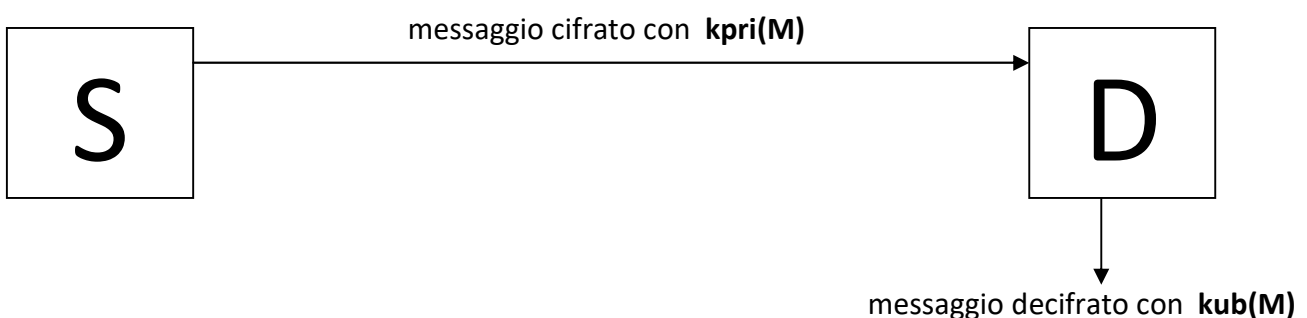 messaggio cifrato con kpri(M)
S
D
messaggio decifrato con kub(M)